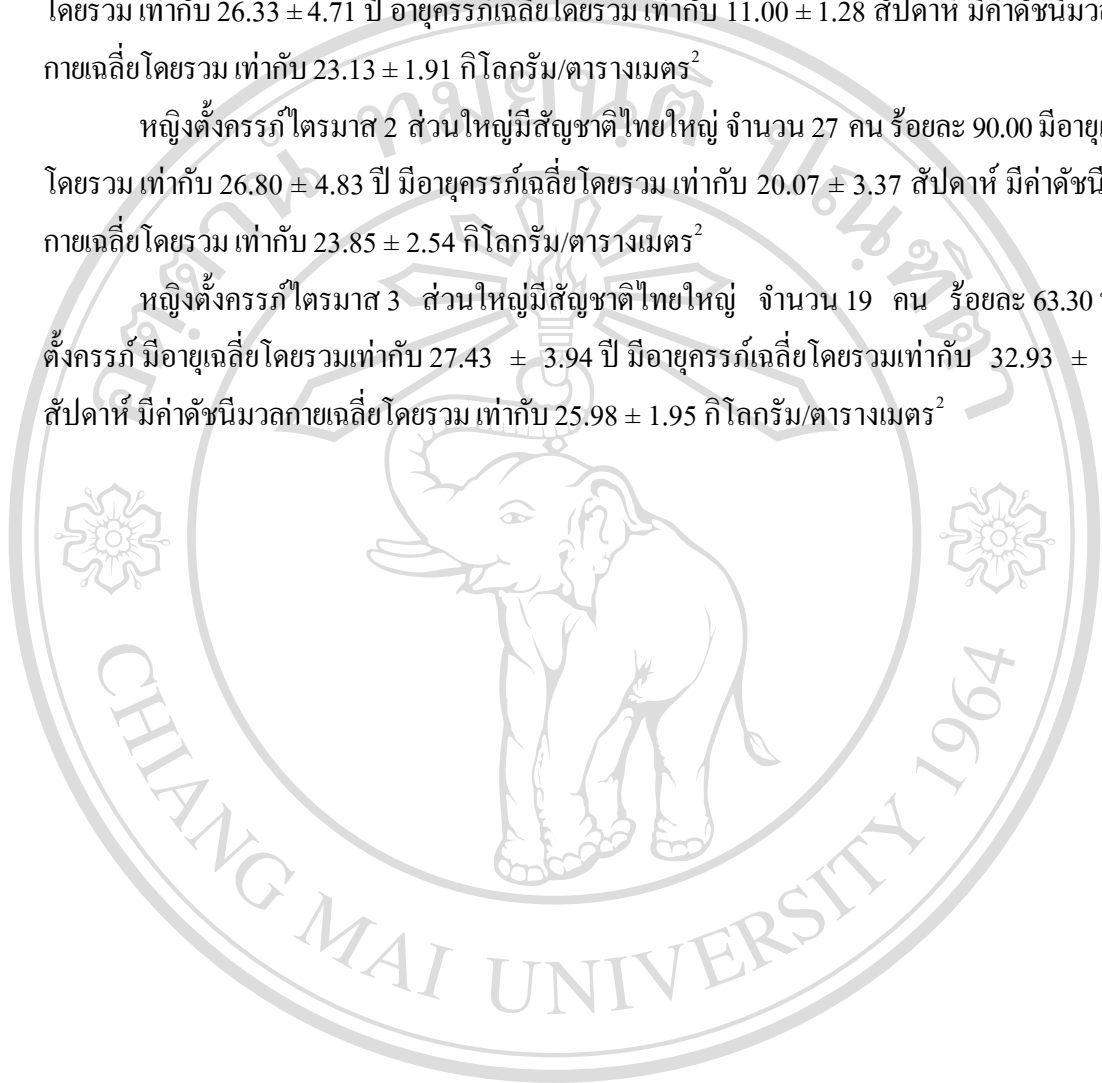 โดยรวม เท่ากับ 26.33 ± 4.71 ปี อายุครรภ์เฉลี่ยโดยรวม เท่ากับ 11.00 ± 1.28 สัปดาห์ มีค่าดัชนี
กายเฉลี่ยโดยรวม เท่ากับ 23.13 ± 1.91 กิโลกรัม/ตารางเมตร²
หญิงตั้งครรภ์ไตรมาส 2 ส่วนใหญ่มีสัญชาติไทยใหญ่ จำนวน 27 คน ร้อยละ 90.00 มีอายุ
โดยรวม เท่ากับ 26.80 ± 4.83 ปี มีอายุครรภ์เฉลี่ยโดยรวม เท่ากับ 20.07 ± 3.37 สัปดาห์ มีค่าดัชนี
กายเฉลี่ยโดยรวม เท่ากับ 23.85 ± 2.54 กิโลกรัม/ตารางเมตร²
หญิงตั้งครรภ์ไตรมาส 3 ส่วนใหญ่มีสัญชาติไทยใหญ่ จำนวน 19 คน ร้อยละ 63.30
ตั้งครรภ์ มีอายุเฉลี่ยโดยรวมเท่ากับ 27.43 ± 3.94 ปี มีอายุครรภ์เฉลี่ยโดยรวมเท่ากับ 32.93 ±
สัปดาห์ มีค่าดัชนีมวลกายเฉลี่ยโดยรวม เท่ากับ 25.98 ± 1.95 กิโลกรัม/ตารางเมตร²
อตฺตานํ ทมยนฺติ ปณฺฑิตา
CHIANG MAI UNIVERSITY 1964